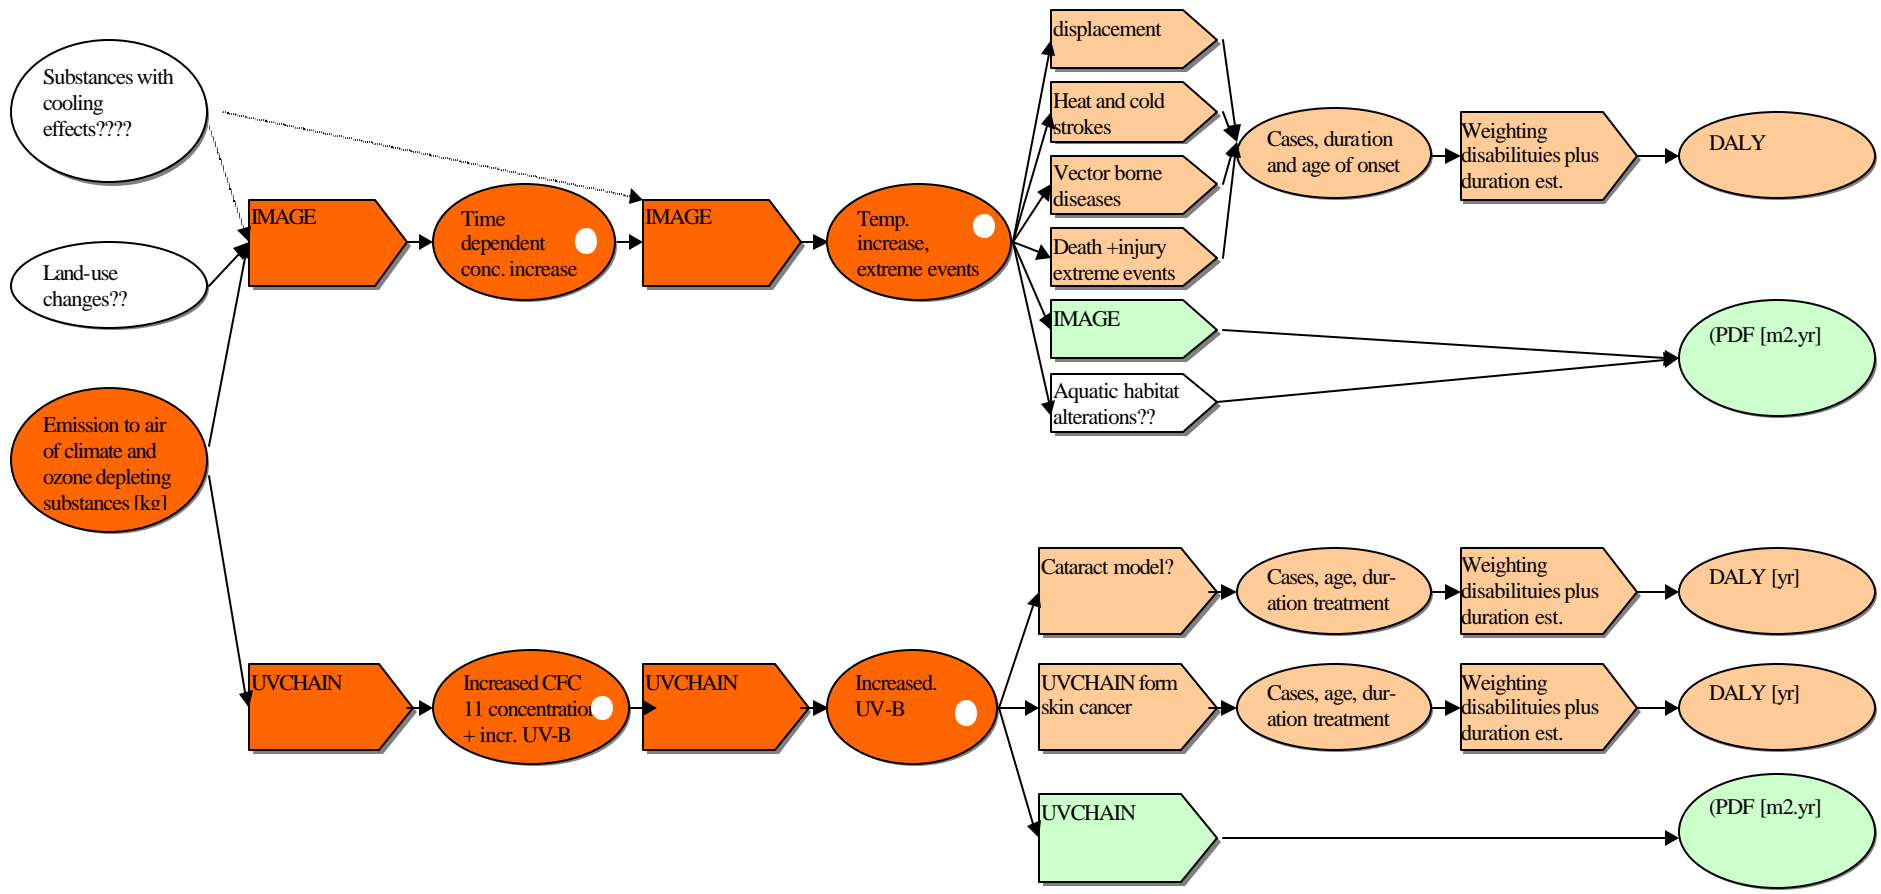 Substances with
cooling
effects????
Land-use
changes??
Emission to air
of climate and
ozone depleting
substances [kg]
IMAGE
Time
dependent
conc. increase
IMAGE
Temp.
increase,
extreme events
displacement
Heat and cold
strokes
Vector borne
diseases
Death +injury
extreme events
IMAGE
Aquatic habitat
alterations??
Cases, duration
and age of onset
Weighting
disabilituies plus
duration est.
DALY
(PDF [m2.yr]
UVCHAIN
Increased CFC
11 concentration
+ incr. UV-B
UVCHAIN
Increased.
UV-B
Cataract model?
Cases, age, dur-
ation treatment
Weighting
disabilituies plus
duration est.
DALY [yr]
UVCHAIN form
skin cancer
Cases, age, dur-
ation treatment
Weighting
disabilituies plus
duration est.
DALY [yr]
UVCHAIN
(PDF [m2.yr]